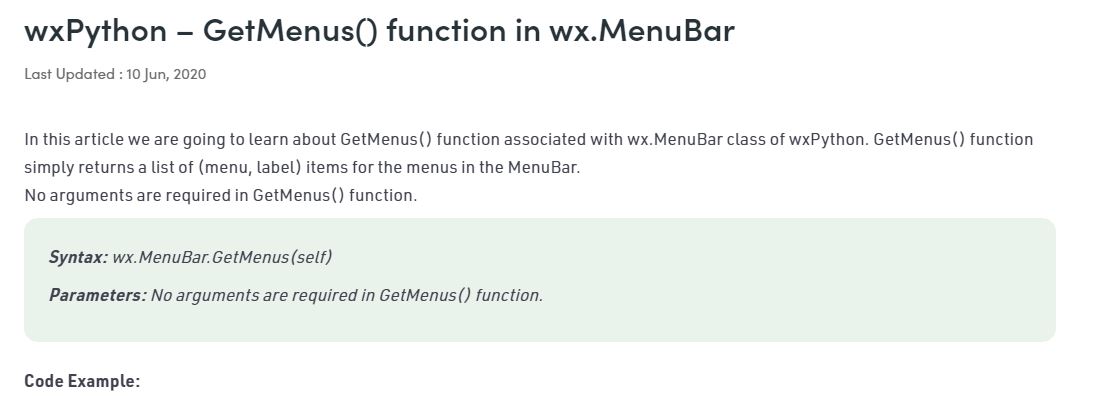 wxPython – GetMenus() function in wx.MenuBar
Last Updated : 10 Jun, 2020
In this article we are going to learn about GetMenus() function associated with wx.MenuBar class of wxPython. GetMenus() function
simply returns a list of (menu, label) items for the menus in the MenuBar.
No arguments are required in GetMenus() function.
Syntax: wx.MenuBar.GetMenus(self)
Parameters: No arguments are required in GetMenus() function.
Code Example: